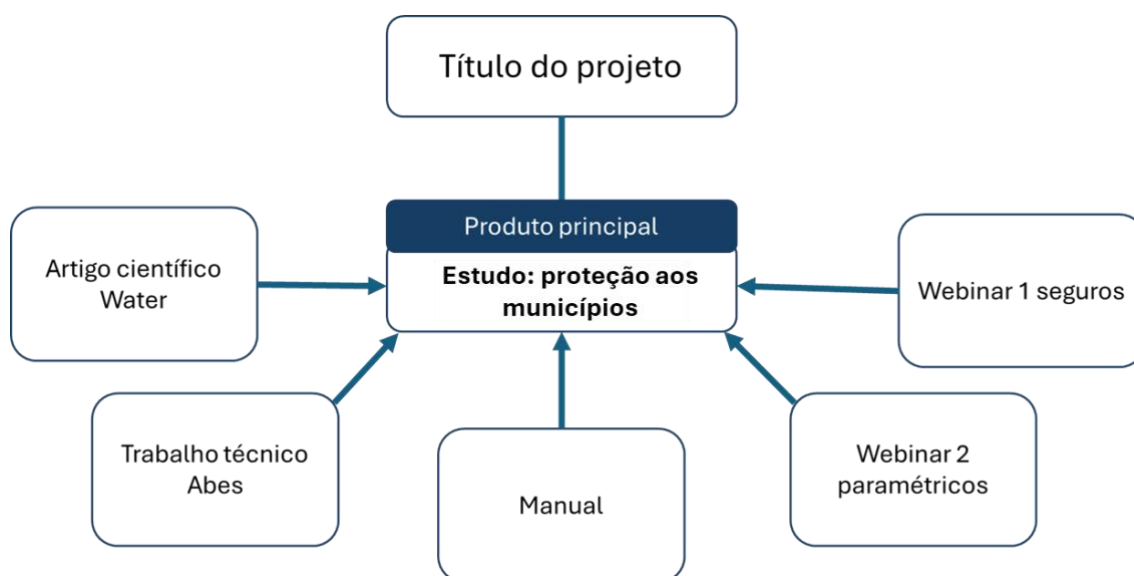 Título do projeto
Produto principal
Estudo: proteção aos
municípios
Artigo científico
Water
Webinar 1 seguros
Trabalho técnico
Abes
Manual
Webinar 2
paramétricos